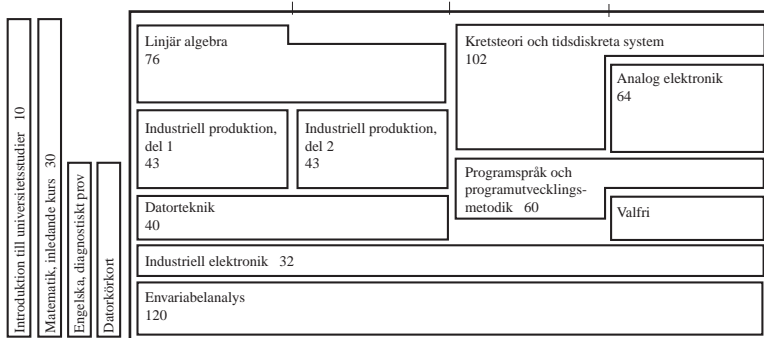 Introduktion till universitetsstudier 10
Matematik, inledande kurs 30
Engelska, diagnostiskt prov
Datorkörkort
Linjär algebra
76
Kretsteori och tidsdiskreta system
102
Analog elektronik
64
Industriell produktion,
del 1
43
Industriell produktion,
del 2
43
Programspråk och
programutvecklings-
metodik 60
Valfri
Datorteknik
40
Industriell elektronik 32
Envariabelanalys
120